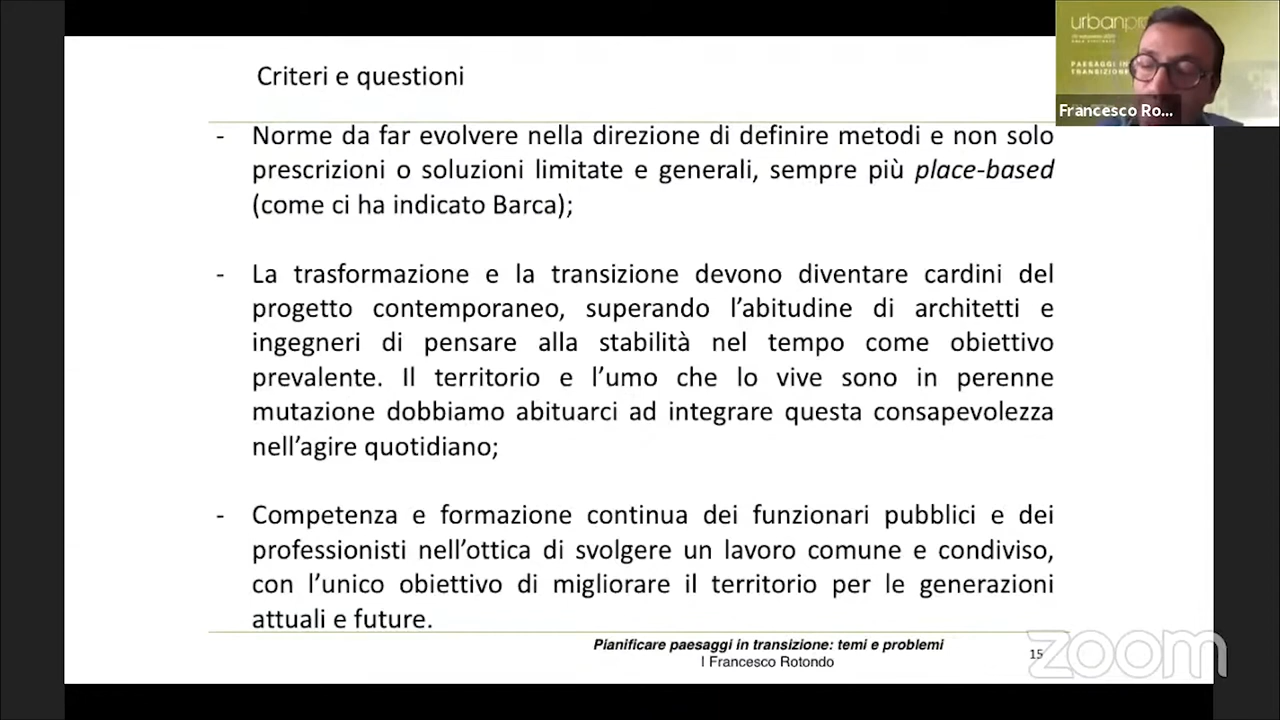 Criteri e questioni
- Norme da far evolvere nella direzione di definire metodi e non solo
prescrizioni o soluzioni limitate e generali, sempre più place-based
(come ci ha indicato Barca);
- La trasformazione e la transizione devono diventare cardini del
progetto contemporaneo, superando l'abitudine di architetti e
ingegneri di pensare alla stabilità nel tempo come obiettivo
prevalente. Il territorio e l'umo che lo vive sono in perenne
mutazione dobbiamo abituarci ad integrare questa consapevolezza
nell'agire quotidiano;
- Competenza e formazione continua dei funzionari pubblici e dei
professionisti nell'ottica di svolgere un lavoro comune e condiviso,
con l'unico obiettivo di migliorare il territorio per le generazioni
attuali e future.
Pianificare paesaggi in transizione: temi e problemi
| Francesco Rotondo
15
zoom
urbanpro
PAESAGGI IN
TRANSIZIONE
Francesco Ro...